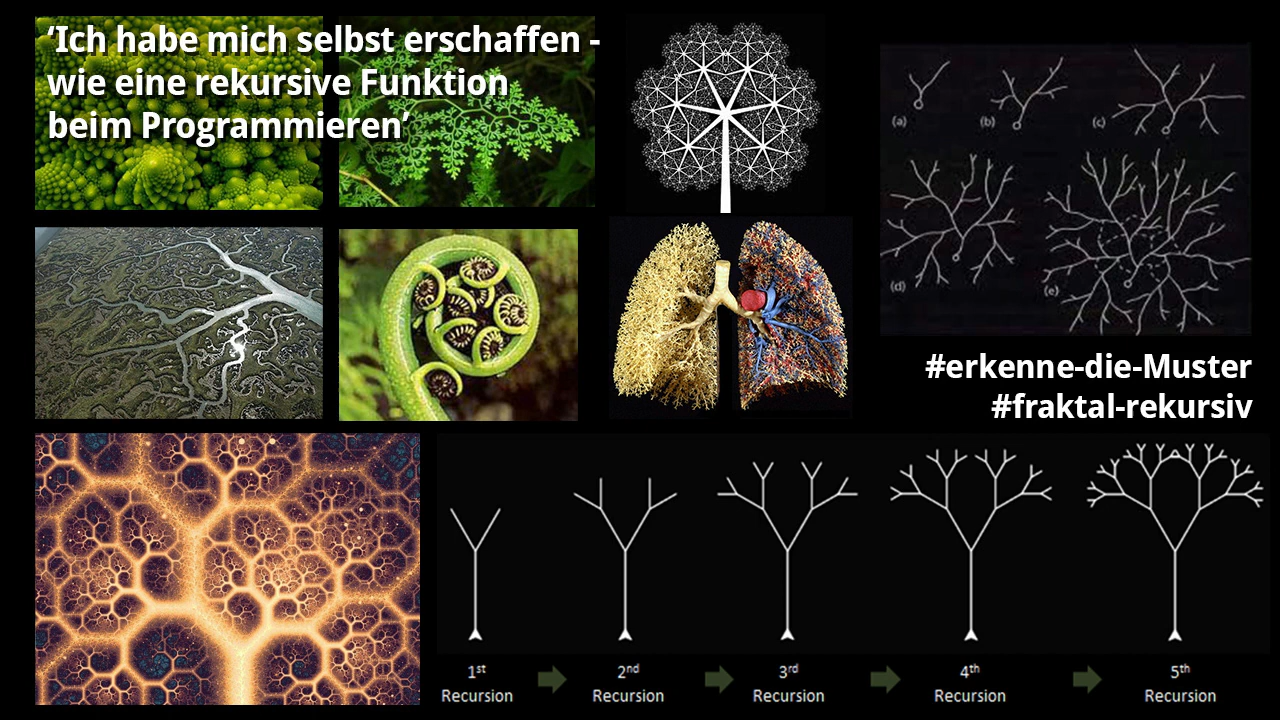 ‘Ich habe mich selbst erschaffen -
wie eine rekursive Funktion
beim Programmieren’
(a)
(b)
(c)
(d)
(e)
#erkenne-die-Muster
#fraktal-rekursiv
1st
Recursion
2nd
Recursion
3rd
Recursion
4th
Recursion
5th
Recursion